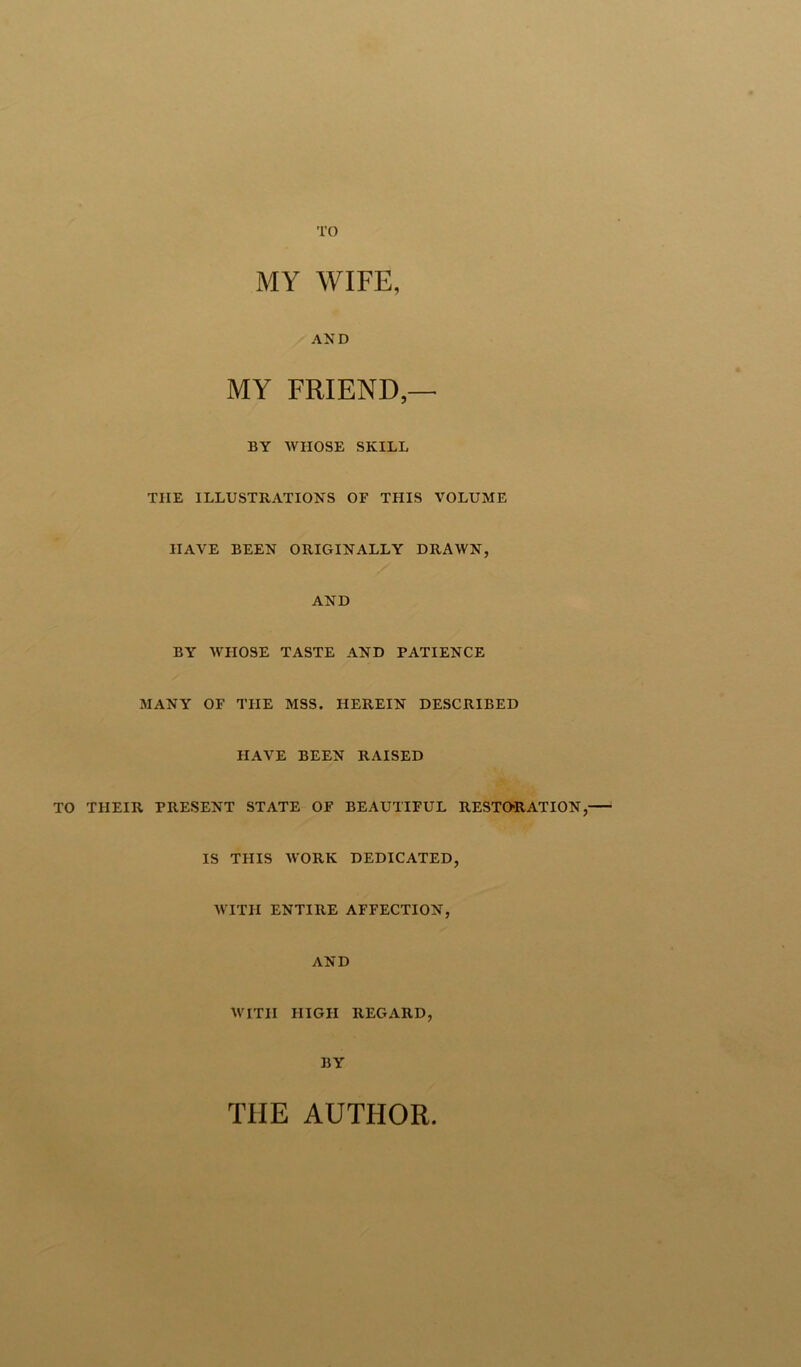 TO
MY WIFE,
AND
MY FRIEND,—
BY WHOSE SKILL
THE ILLUSTRATIONS OF THIS VOLUME
HAVE BEEN ORIGINALLY DRAWN,
AND
BY WHOSE TASTE AND PATIENCE
MANY OF THE MSS. HEREIN DESCRIBED
HAVE BEEN RAISED
TO THEIR PRESENT STATE OF BEAUTIFUL RESTORATION,—
IS THIS WORK DEDICATED,
WITH ENTIRE AFFECTION,
AND
WITH HIGH REGARD,
BY
THE AUTHOR.